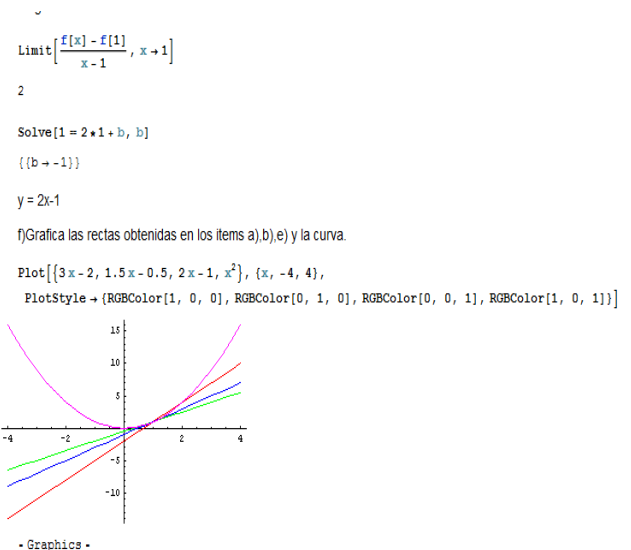 Limit[f[x] - f[1] / x - 1, x → 1]
2
Solve[1 = 2 * 1 + b, b]
{{b → -1}}
y = 2x-1
f)Grafica las rectas obtenidas en los items a),b),e) y la curva.
Plot[{3 x - 2, 1.5 x - 0.5, 2 x - 1, x²}, {x, -4, 4},
PlotStyle → {RGBColor[1, 0, 0], RGBColor[0, 1, 0], RGBColor[0, 0, 1], RGBColor[1, 0, 1]}]
15
10
5
-4 -2 2 4
-5
-10
- Graphics -